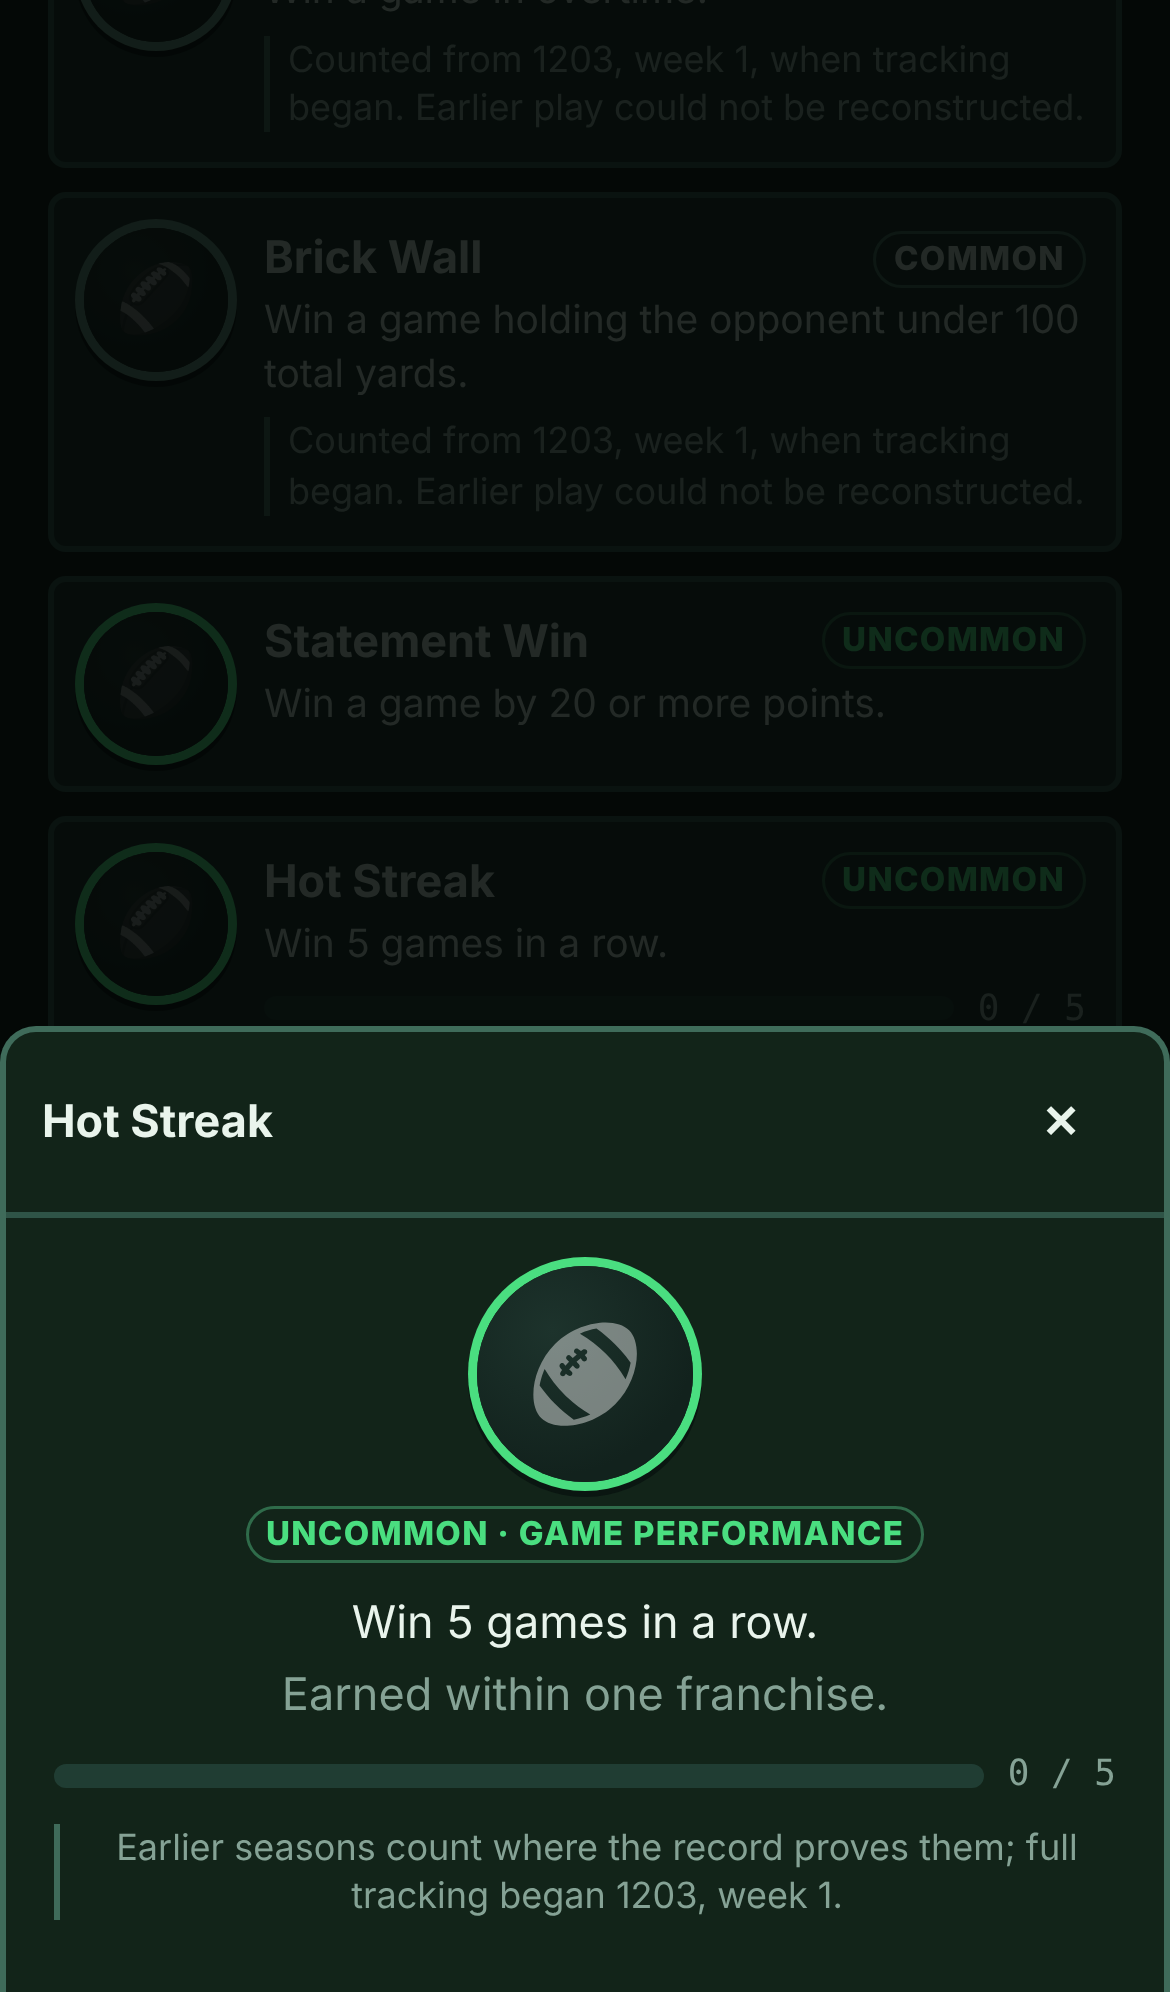 Win a game in overtime.
Counted from 1203, week 1, when tracking
began. Earlier play could not be reconstructed.
Brick Wall
COMMON
Win a game holding the opponent under 100
total yards.
Counted from 1203, week 1, when tracking
began. Earlier play could not be reconstructed.
Statement Win
UNCOMMON
Win a game by 20 or more points.
Hot Streak
UNCOMMON
Win 5 games in a row.
0 / 5
Hot Streak
×
UNCOMMON · GAME PERFORMANCE
Win 5 games in a row.
Earned within one franchise.
0 / 5
Earlier seasons count where the record proves them; full
tracking began 1203, week 1.